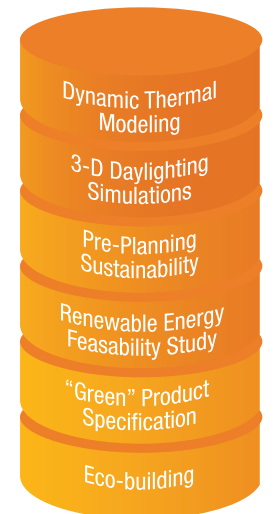 Dynamic Thermal
Modeling
3-D Daylighting
Simulations
Pre-Planning
Sustainability
Renewable Energy
Feasability Study
“Green” Product
Specification
Eco-building